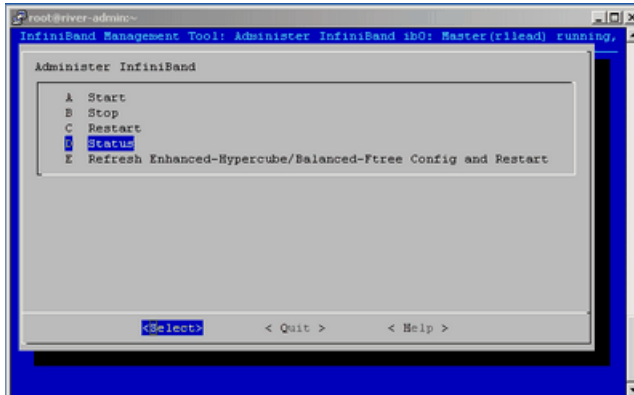 root@river-admin:~
InfiniBand Management Tool: Administer InfiniBand ib0: Master(r1lead) running,
Administer InfiniBand
A Start
B Stop
C Restart
D Status
E Refresh Enhanced-Hypercube/Balanced-Ftree Config and Restart
<Select> < Quit > < Help >